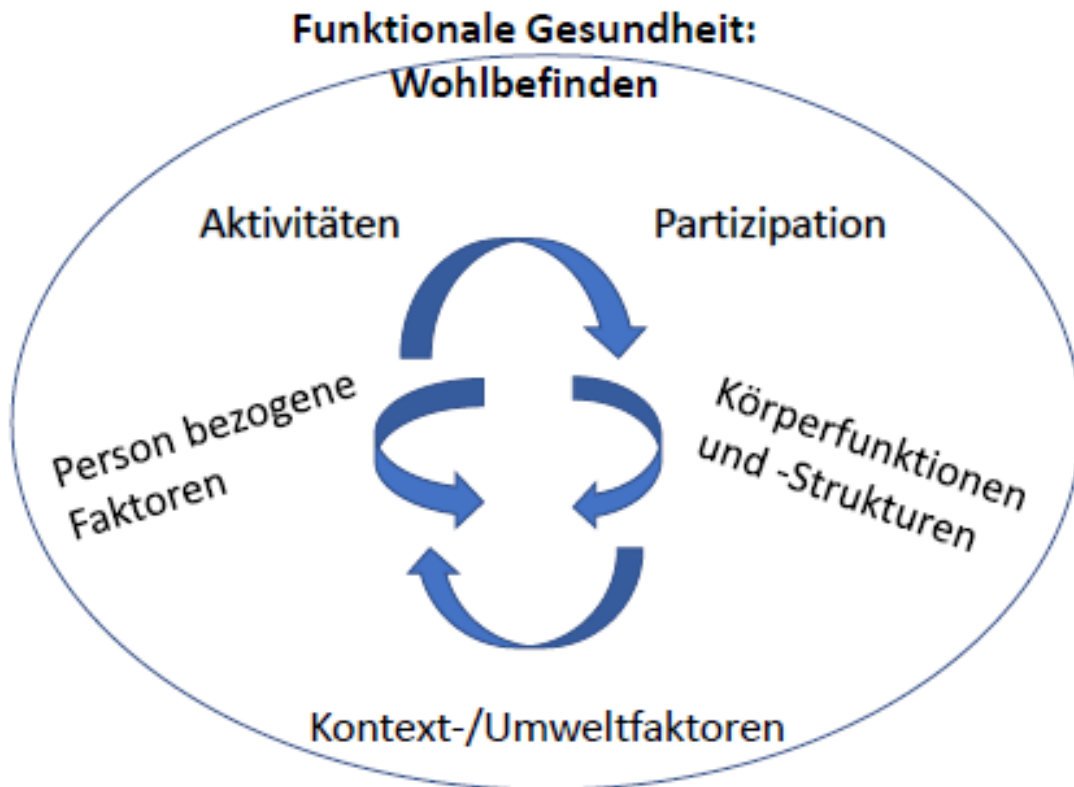 Funktionale Gesundheit:
Wohlbefinden
Aktivitäten
Partizipation
Person bezogene
Faktoren
Körperfunktionen
und -Strukturen
Kontext-/Umweltfaktoren